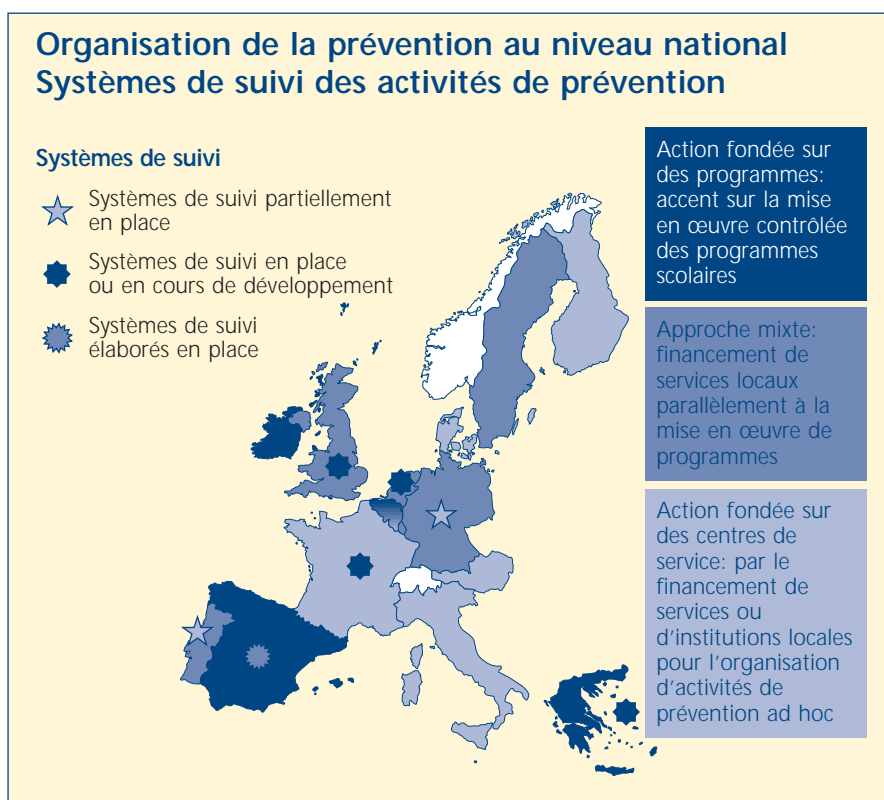 Organisation de la prévention au niveau national
Systèmes de suivi des activités de prévention
Systèmes de suivi
Systèmes de suivi partiellement
en place
Systèmes de suivi en place
ou en cours de développement
Systèmes de suivi
élaborés en place
Action fondée sur
des programmes:
accent sur la mise
en œuvre contrôlée
des programmes
scolaires
Approche mixte:
financement de
services locaux
parallèlement à la
mise en œuvre de
programmes
Action fondée sur
des centres de
service: par le
financement de
services ou
d'institutions locales
pour l'organisation
d'activités de
prévention ad hoc